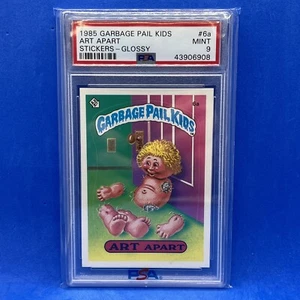 1985 GARBAGE PAIL KIDS #6a
ART APART MINT
STICKERS-GLOSSY 9
PSA 43906908
6a
GARBAGE PAIL KIDS
ART APART
PSA